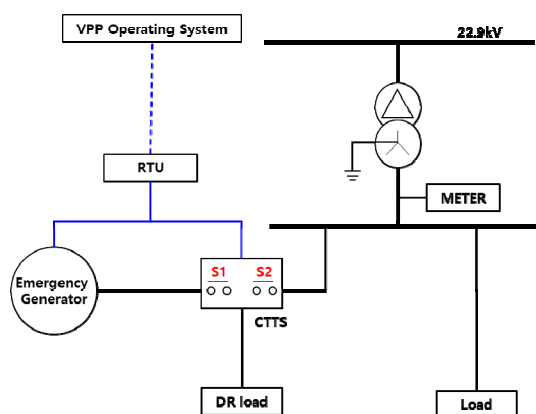 VPP Operating System
22.9kV
RTU
METER
Emergency
Generator
S1 S2
CTTS
DR load
Load